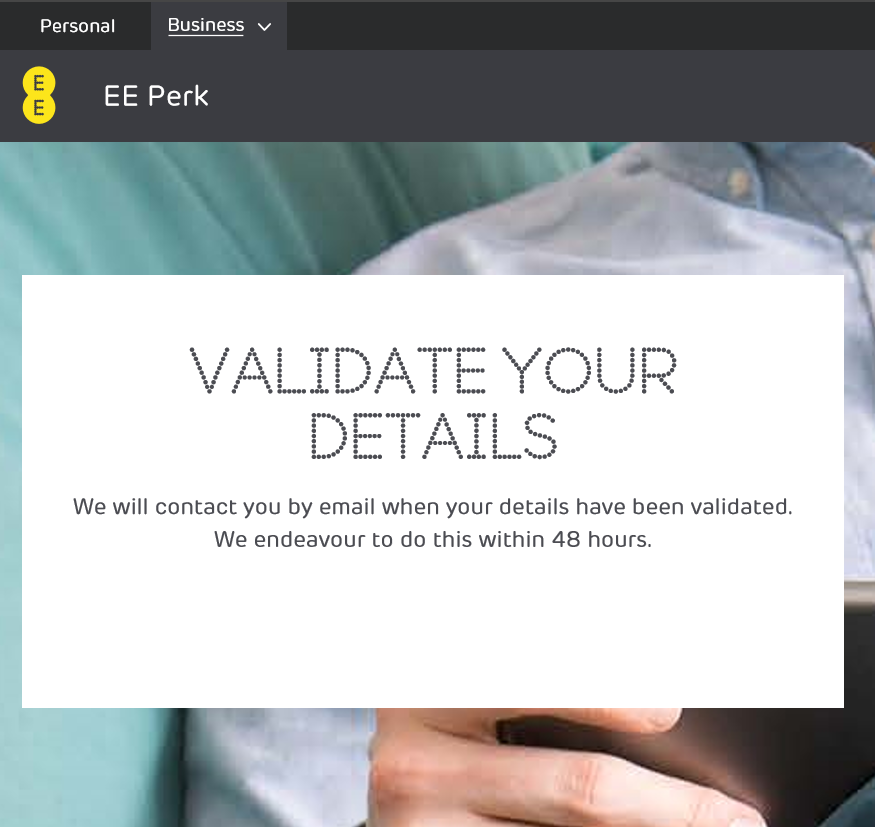 Personal
Business
E
E
EE Perk
VALIDATE YOUR
DETAILS
We will contact you by email when your details have been validated.
We endeavour to do this within 48 hours.